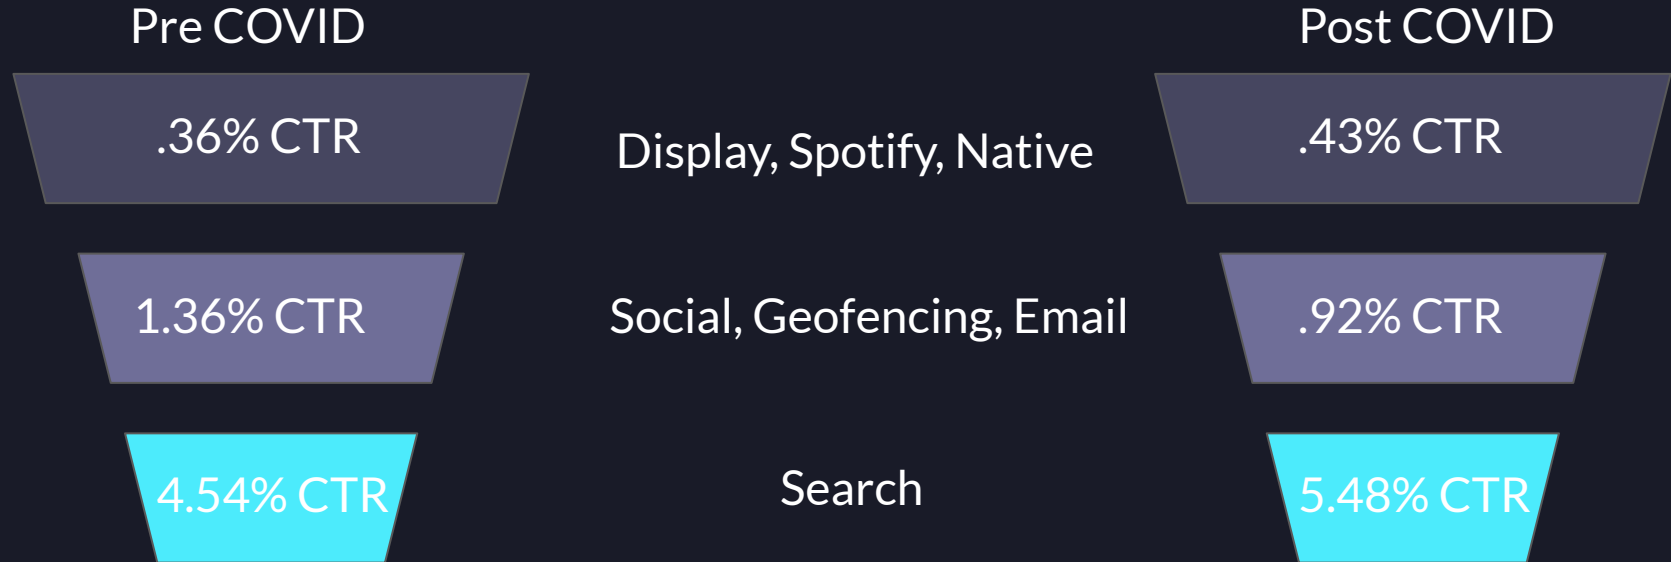 Pre COVID
Post COVID
.36% CTR
Display, Spotify, Native
.43% CTR
1.36% CTR
Social, Geofencing, Email
.92% CTR
4.54% CTR
Search
5.48% CTR